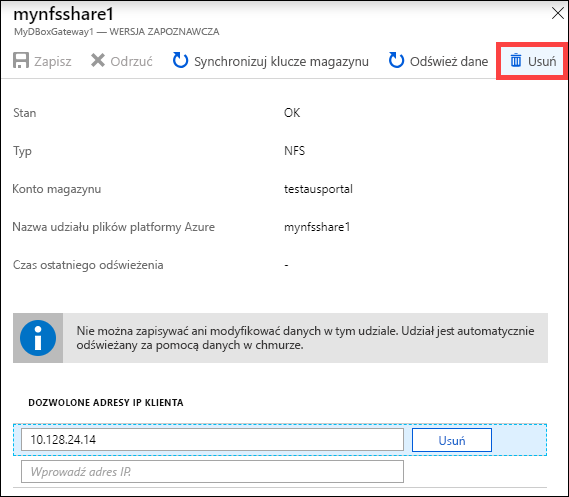 mynfsshare1
MyDBoxGateway1 — WERSJA ZAPOZNAWCZA
Zapisz Odrzuć Synchronizuj klucze magazynu Odśwież dane Usuń
Stan OK
Typ NFS
Konto magazynu testausportal
Nazwa udziału plików platformy Azure mynfsshare1
Czas ostatniego odświeżenia -
Nie można zapisywać ani modyfikować danych w tym udziale. Udział jest automatycznie
odświeżany za pomocą danych w chmurze.
DOZWOLONE ADRESY IP KLIENTA
10.128.24.14 Usuń
Wprowadź adres IP.